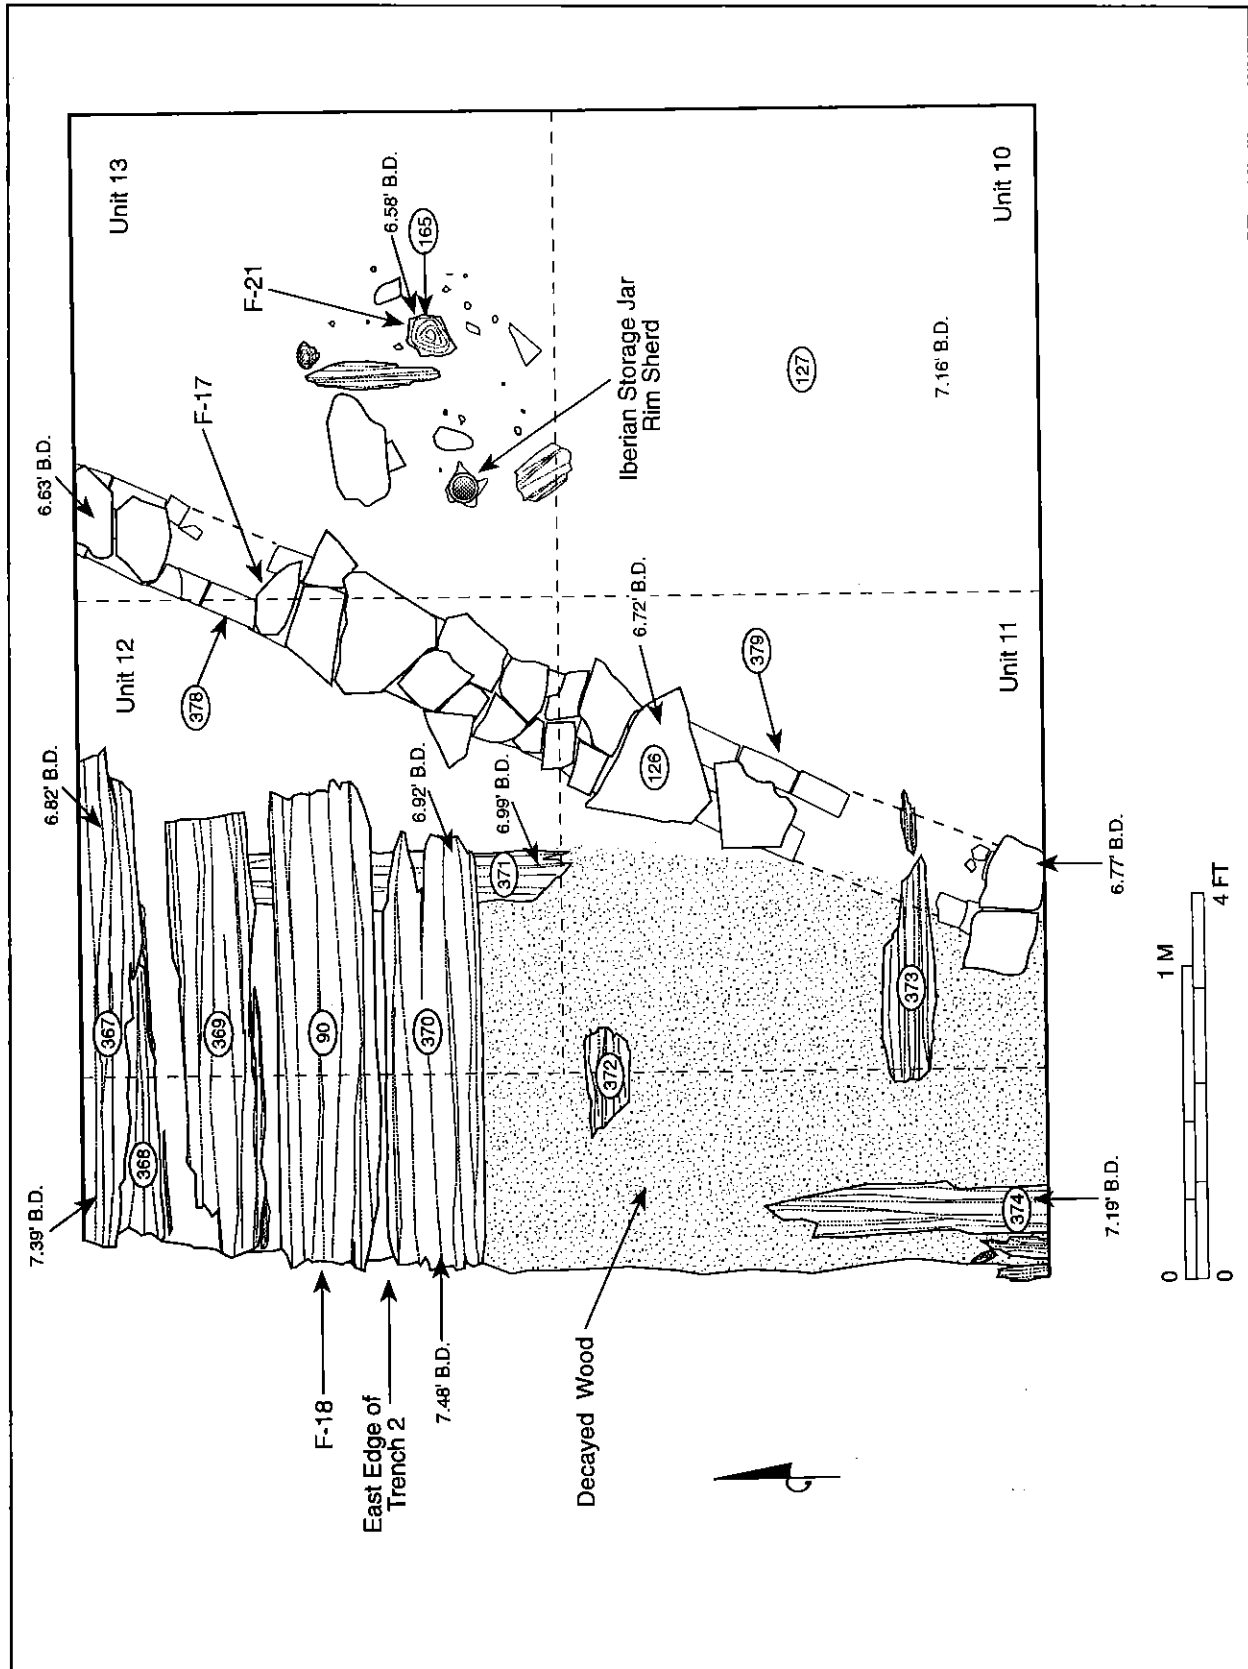 Unit 13
6.63' B.D.
F-21
6.58' B.D.
165
F-17
Unit 12
378
Iberian Storage Jar
Rim Sherd
127
7.16' B.D.
Unit 10
6.82' B.D.
6.92' B.D.
6.99' B.D.
371
6.72' B.D.
126
379
Unit 11
6.77' B.D.
367
368
369
90
370
372
373
374
7.39' B.D.
F-18
East Edge of
Trench 2
7.48' B.D.
Decayed Wood
7.19' B.D.
G
0
1 M
0
4 FT